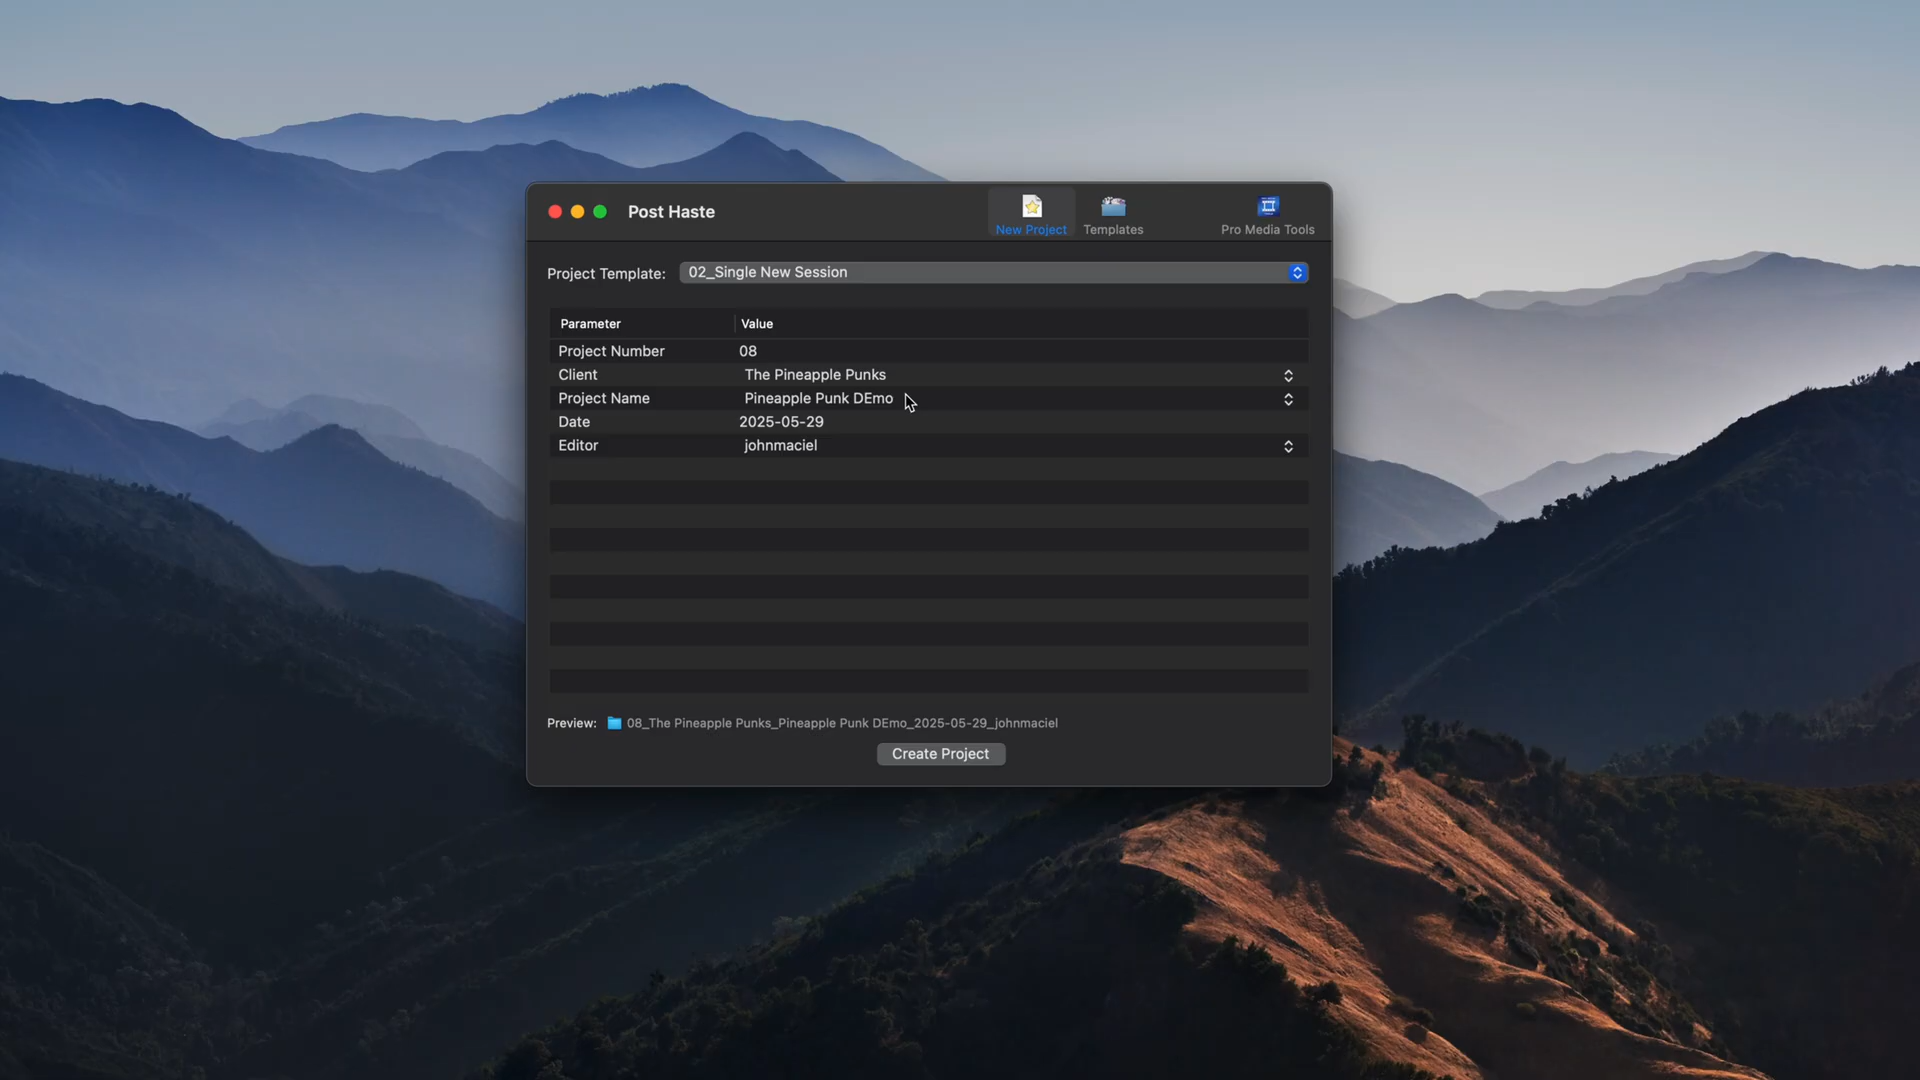 Post Haste
New Project
Templates
Pro Media Tools
Project Template: 02_Single New Session
Parameter Value
Project Number 08
Client The Pineapple Punks
Project Name Pineapple Punk DEmo
Date 2025-05-29
Editor johnmaciel
Preview: 08_The Pineapple Punks_Pineapple Punk DEmo_2025-05-29_johnmaciel
Create Project